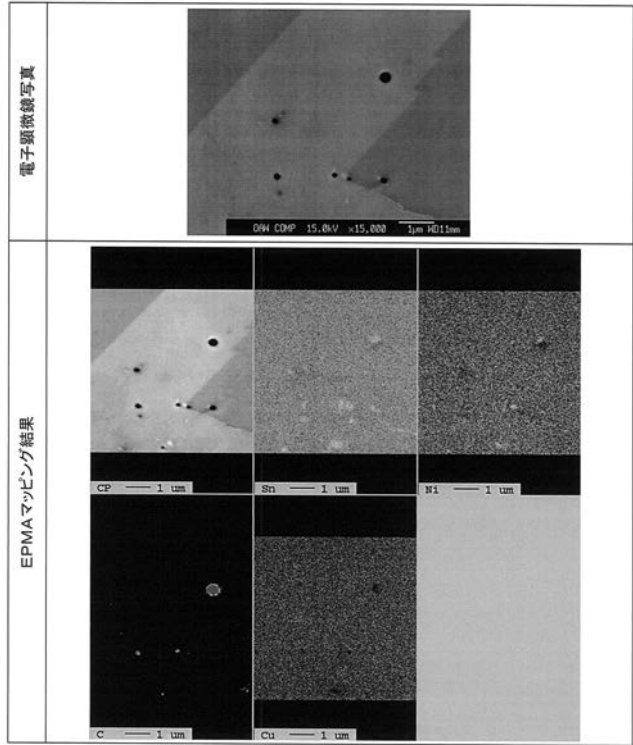 電子顕微鏡写真
OAW COMP 15.0kV ×15,000 1μm WD11mm
EPMAマッピング結果
CP 1 um
Sn 1 um
Ni 1 um
C 1 um
Cu 1 um